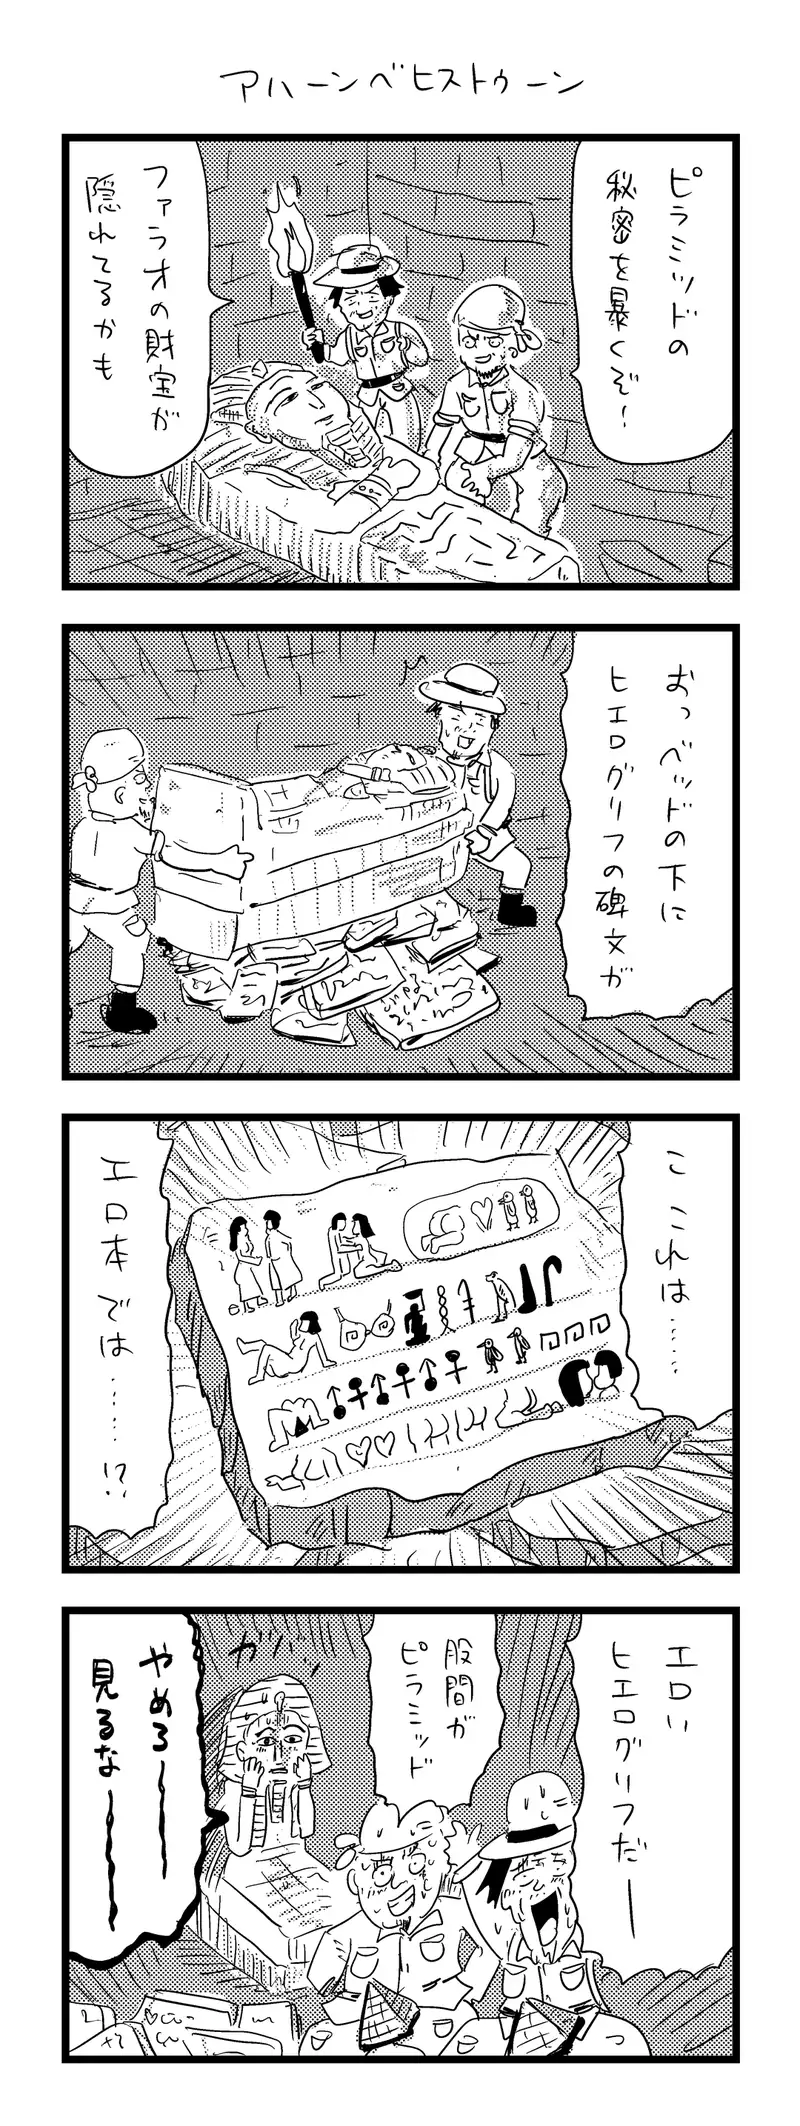 アハーンベヒストゥーン
ピラミッドの
秘密を暴くぞ!
ファラオの財宝が
隠れてるかも
おっベッドの下に
ヒエログリフの碑文が
こ これは……
エロ本では……!?
エロい
ヒエログリフだー
股間が
ピラミッド
ガバ
やめろー
見るなー